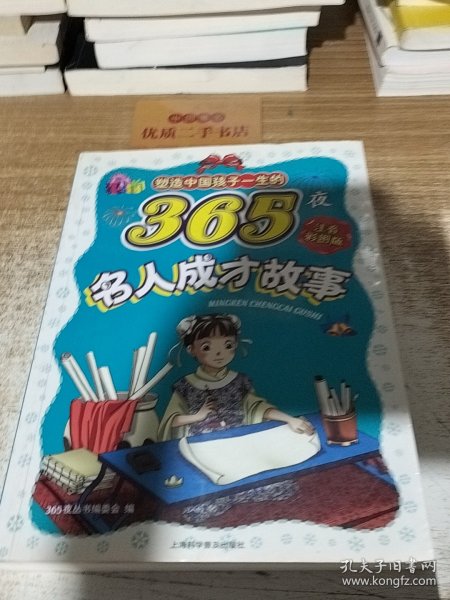 优质二手书店
塑造中国孩子一生的
365夜
注音
彩图版
名人成才故事
MINGREN CHENGCAI GUSHI
365夜丛书编委会 编
上海科学普及出版社
孔夫子旧书网
www.kongfz.com